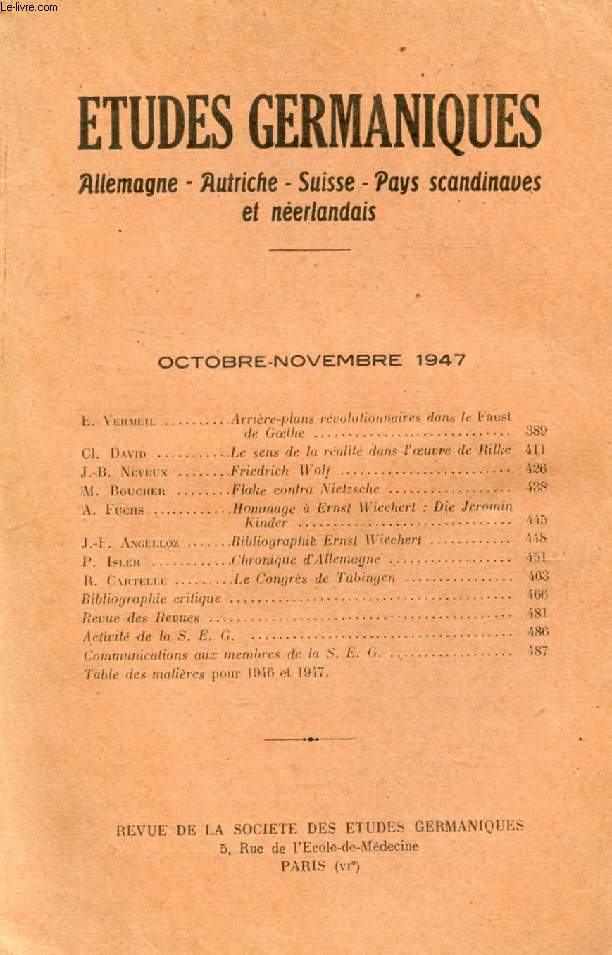 Le-livre.com
ETUDES GERMANIQUES
Allemagne - Autriche - Suisse - Pays scandinaves
et néerlandais
OCTOBRE-NOVEMBRE 1947
E. VERMEIL .......... Arrière-plans révolutionnaires dans le Faust
de Gœthe .............................. 389
Cl. DAVID ........... Le sens de la réalité dans l'œuvre de Rilke 411
J.-B. NEVEUX ........ Friedrich Wolf .......................... 426
M. BOUCHER ........ Flake contra Nietzsche ................... 438
A. FUCHS ............ Hommage à Ernst Wiechert : Die Jeromin
Kinder ................................ 445
J.-F. ANGELLOZ ...... Bibliographie Ernst Wiechert ............. 448
P. ISLER ............. Chronique d'Allemagne .................. 451
R. CARTELLE ......... Le Congrès de Tübingen ................ 463
Bibliographie critique .......................................... 466
Revue des Revues ............................................. 481
Activité de la S. E. G. ........................................ 486
Communications aux membres de la S. E. G. .................. 487
Table des matières pour 1946 et 1947.
REVUE DE LA SOCIETE DES ETUDES GERMANIQUES
5, Rue de l'Ecole-de-Médecine
PARIS (VIe)